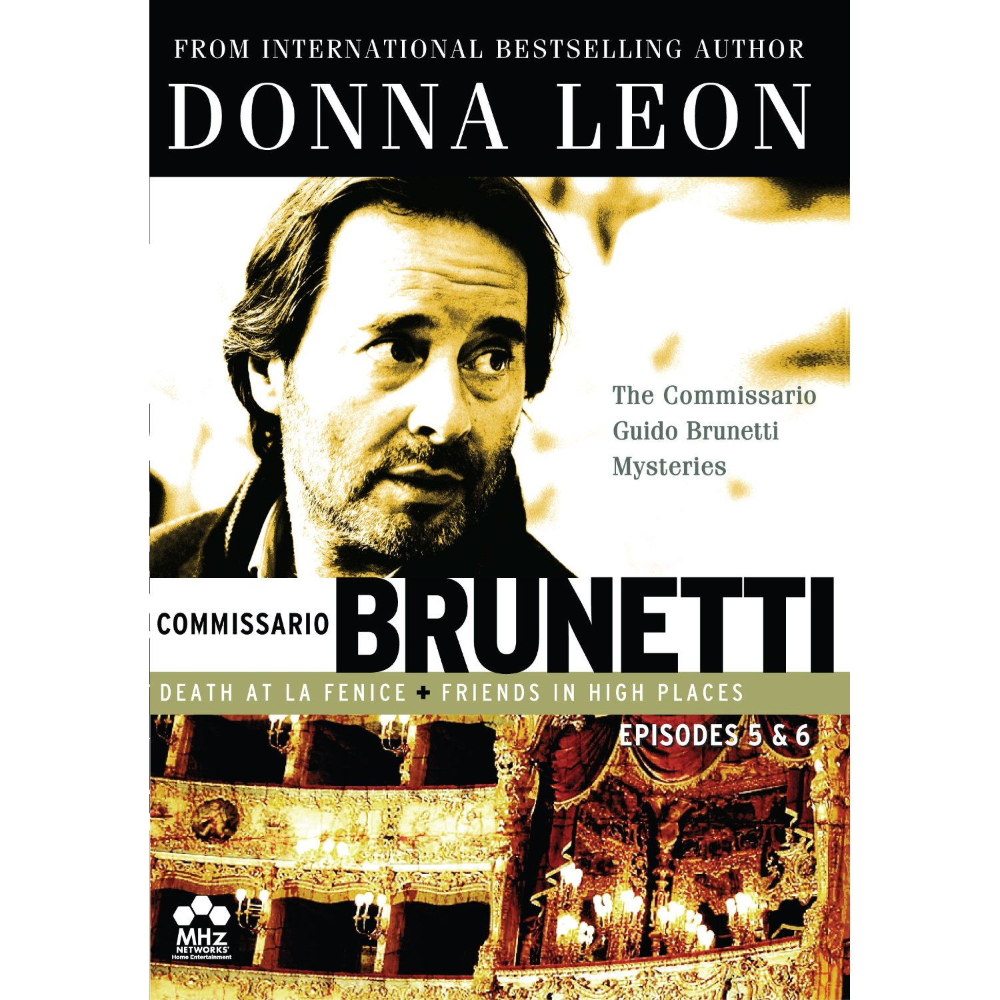 FROM INTERNATIONAL BESTSELLING AUTHOR
DONNA LEON
The Commissario
Guido Brunetti
Mysteries
COMMISSARIO BRUNETTI
DEATH AT LA FENICE + FRIENDS IN HIGH PLACES
EPISODES 5 & 6
MHz
NETWORKS®
Home Entertainment